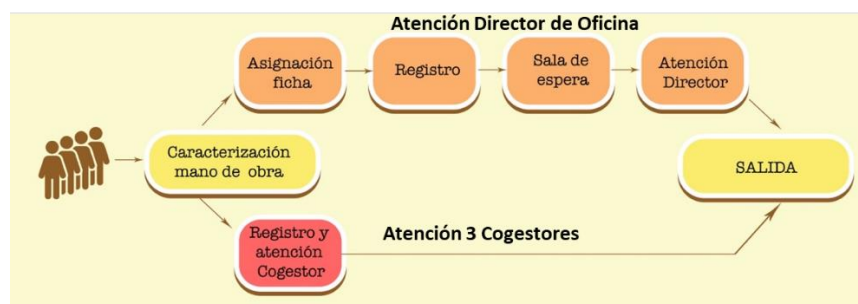 Atención Director de Oficina
Asignación
ficha
Registro
Sala de
espera
Atención
Director
Caracterización
mano de obra
SALIDA
Registro y
atención
Cogestor
Atención 3 Cogestores